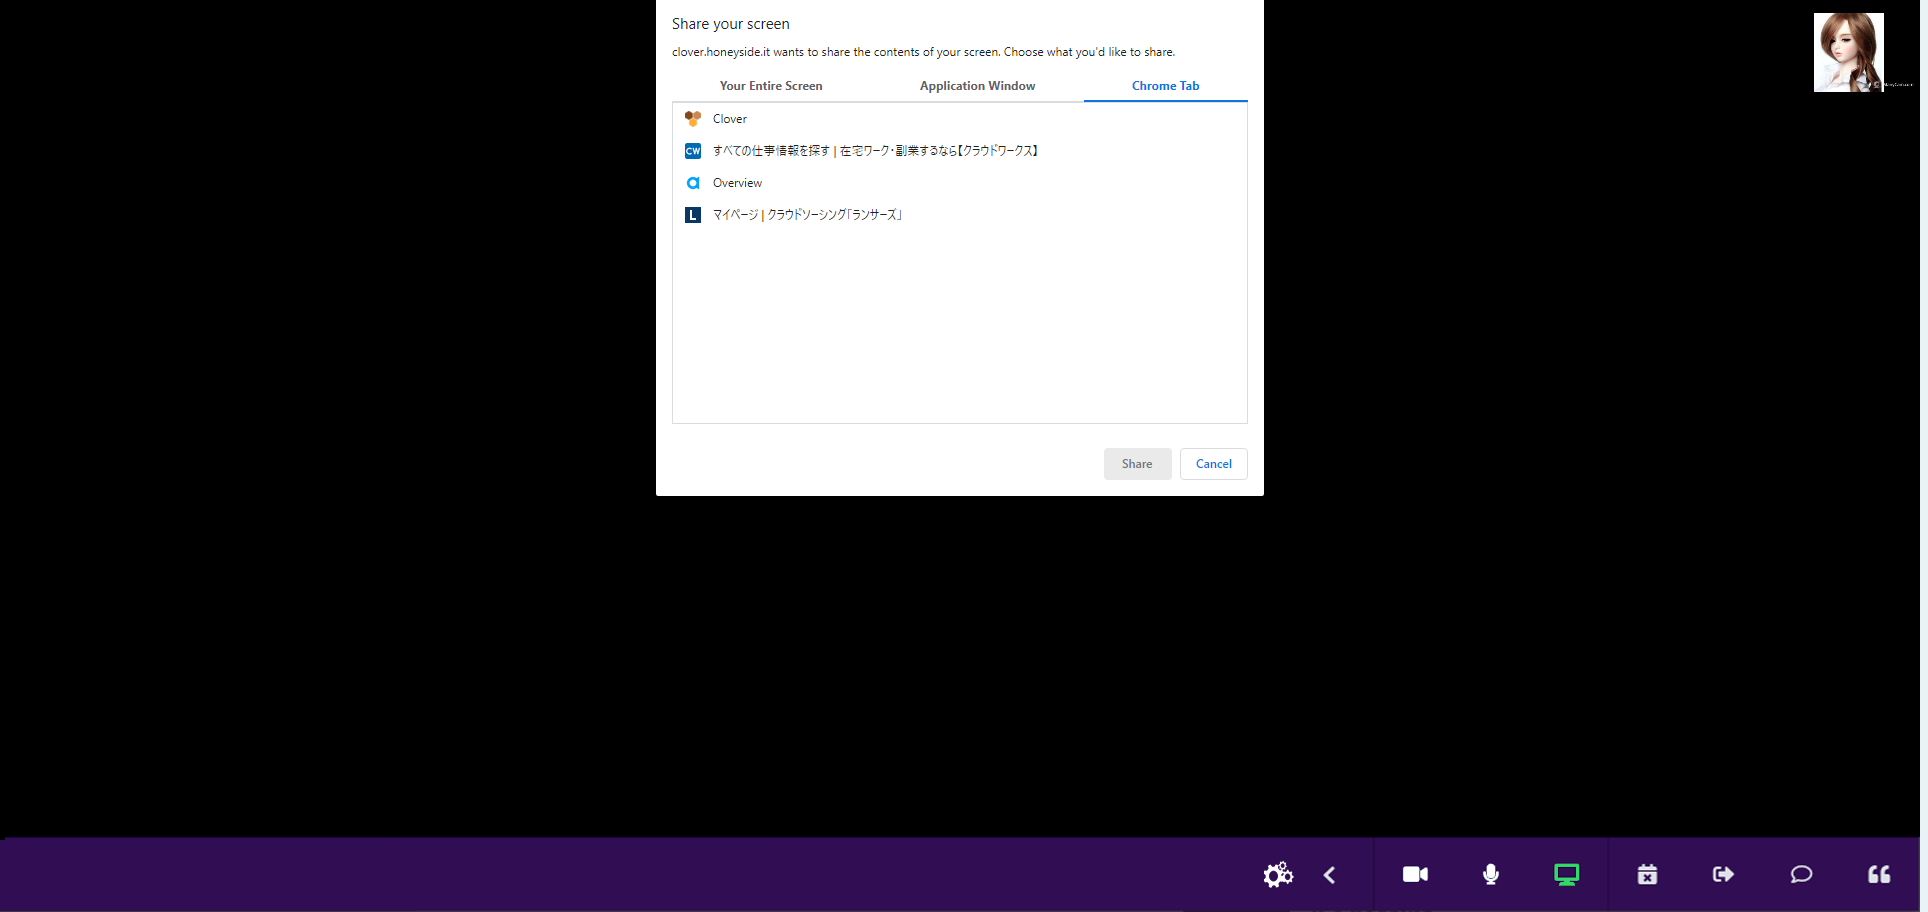 Share your screen
clover.honeyside.it wants to share the contents of your screen. Choose what you'd like to share.
Your Entire Screen Application Window Chrome Tab
Clover
CW すべての仕事情報を探す | 在宅ワーク・副業するなら【クラウドワークス】
Overview
L マイページ | クラウドソーシング「ランサーズ」
Share Cancel